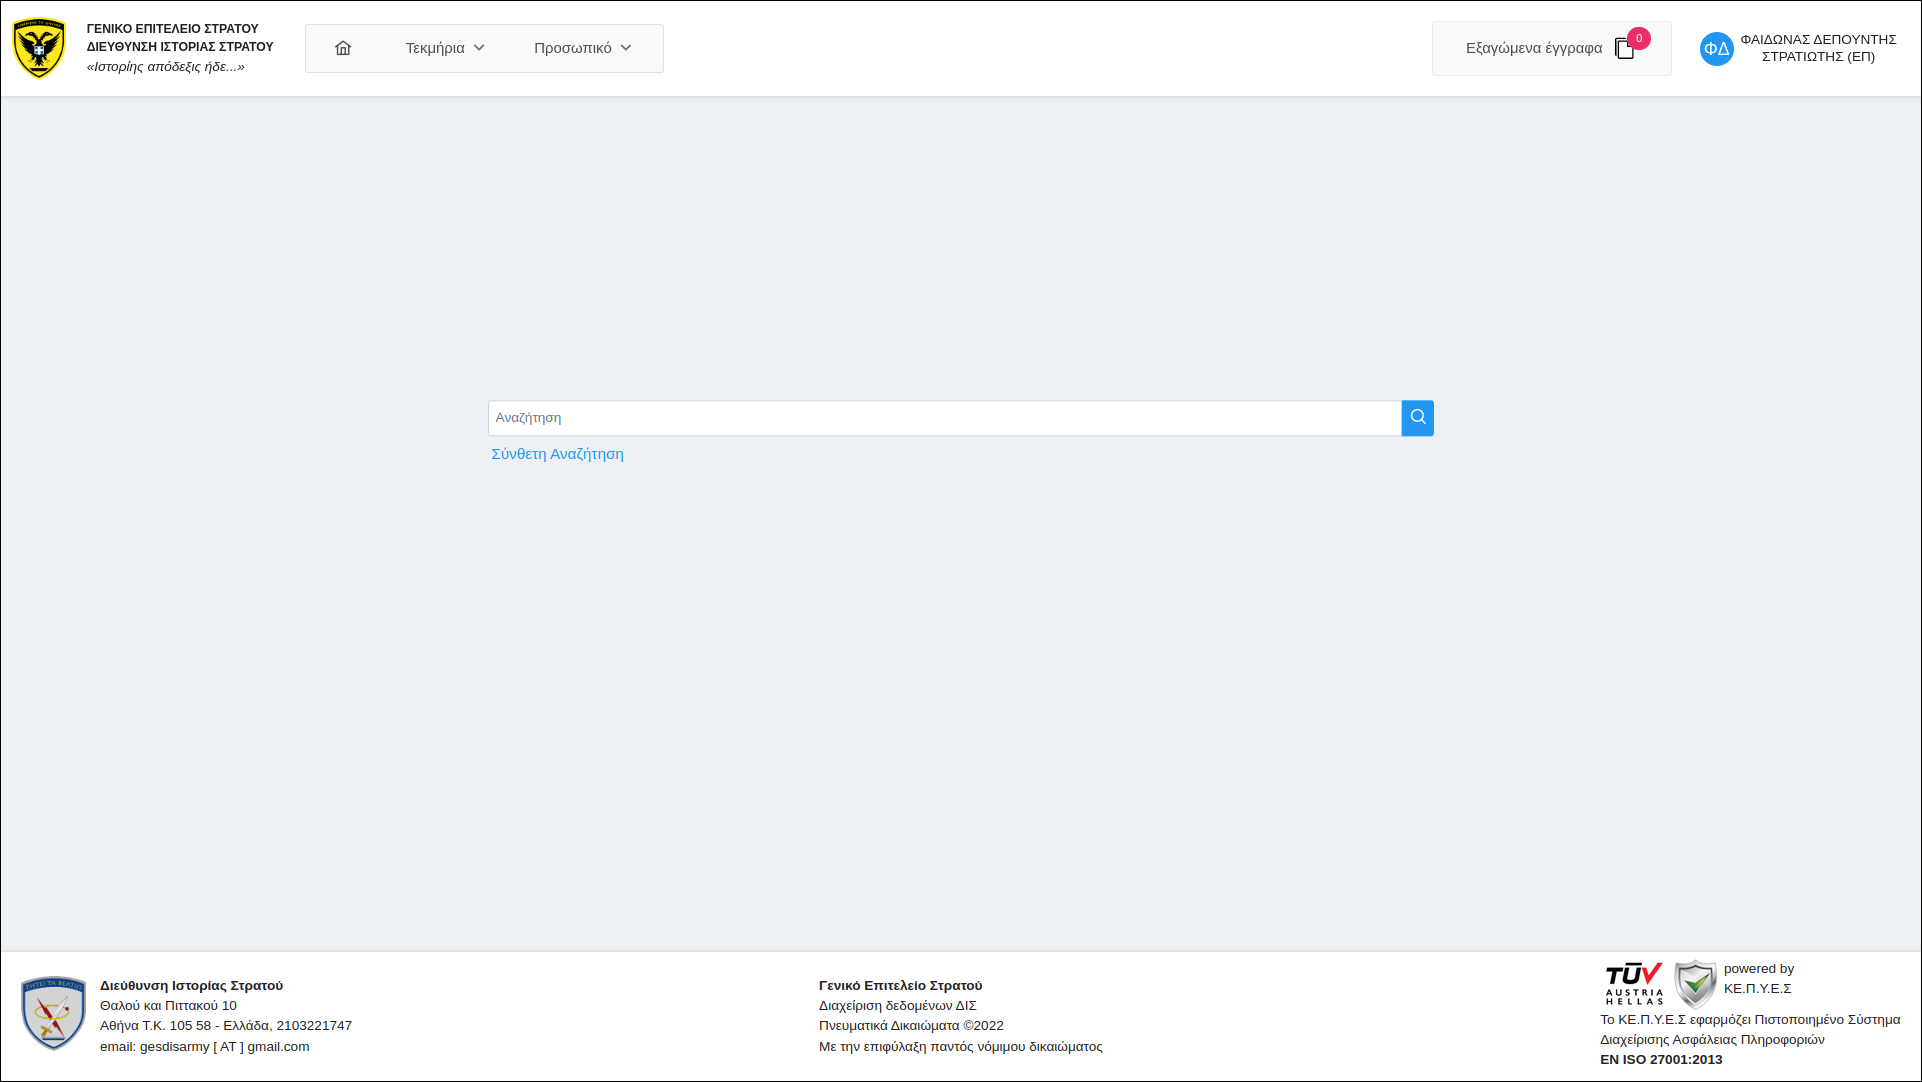 ΓΕΝΙΚΟ ΕΠΙΤΕΛΕΙΟ ΣΤΡΑΤΟΥ
ΔΙΕΥΘΥΝΣΗ ΙΣΤΟΡΙΑΣ ΣΤΡΑΤΟΥ
«Ιστορίης απόδεξις ήδε...»
Τεκμήρια
Προσωπικό
Εξαγώμενα έγγραφα
0
ΦΔ
ΦΑΙΔΩΝΑΣ ΔΕΠΟΥΝΤΗΣ
ΣΤΡΑΤΙΩΤΗΣ (ΕΠ)
Αναζήτηση
Σύνθετη Αναζήτηση
Διεύθυνση Ιστορίας Στρατού
Θαλού και Πιττακού 10
Αθήνα Τ.Κ. 105 58 - Ελλάδα, 2103221747
email: gesdisarmy [ AT ] gmail.com
Γενικό Επιτελείο Στρατού
Διαχείριση δεδομένων ΔΙΣ
Πνευματικά Δικαιώματα ©2022
Με την επιφύλαξη παντός νόμιμου δικαιώματος
TÜV
AUSTRIA
HELLAS
powered by
ΚΕ.Π.Υ.Ε.Σ
Το ΚΕ.Π.Υ.Ε.Σ εφαρμόζει Πιστοποιημένο Σύστημα
Διαχείρισης Ασφάλειας Πληροφοριών
EN ISO 27001:2013